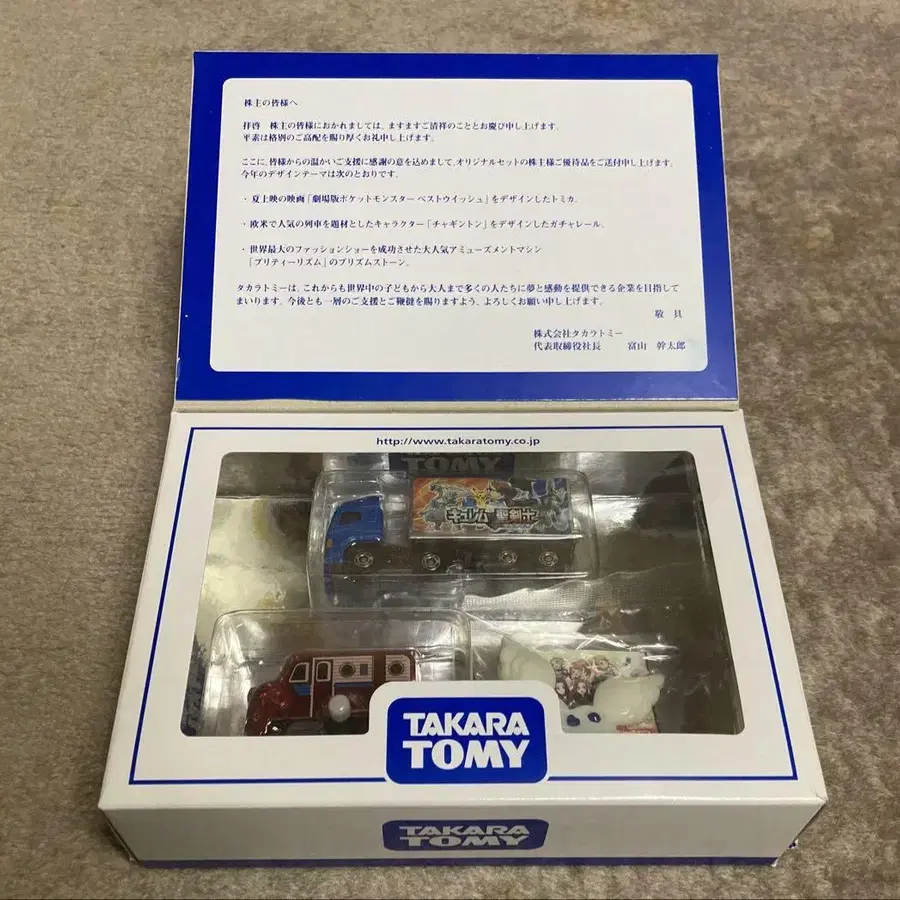 株主の皆様へ
拝啓 株主の皆様におかれましては、ますますご清祥のこととお慶び申し上げます。
平素は格別のご高配を賜り厚くお礼申し上げます。
ここに、皆様からの温かいご支援に感謝の意を込めまして、オリジナルセットの株主様ご優待品をご送付申し上げます。
今年のデザインテーマは次のとおりです。
・夏上映の映画「劇場版ポケットモンスター ベストウイッシュ」をデザインしたトミカ。
・欧米で人気の列車を題材としたキャラクター「チャギントン」をデザインしたガチャレール。
・世界最大のファッションショーを成功させた大人気アミューズメントマシン
「プリティーリズム」のプリズムストーン。
タカラトミーは、これからも世界中の子どもから大人まで多くの人たちに夢と感動を提供できる企業を目指して
まいります。今後とも一層のご支援とご鞭撻を賜りますよう、よろしくお願い申し上げます。
敬 具
株式会社タカラトミー
代表取締役社長 富山 幹太郎
http://www.takaratomy.co.jp
TOMY
キュレム 聖剣士
TAKARA
TOMY
TAKARA
TOMY